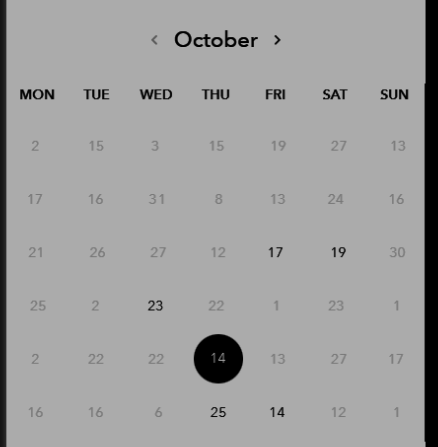 ‹ October ›
MON TUE WED THU FRI SAT SUN
2 15 3 15 19 27 13
17 16 31 8 13 24 16
21 26 27 12 17 19 30
25 2 23 22 1 23 1
2 22 22 14 13 27 17
16 16 6 25 14 12 1